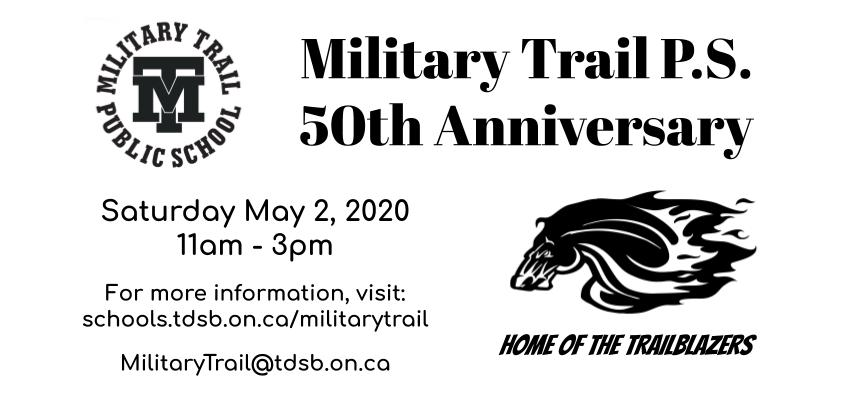 MILITARY TRAIL
MT
PUBLIC SCHOOL
Military Trail P.S.
50th Anniversary
Saturday May 2, 2020
11am - 3pm
For more information, visit:
schools.tdsb.on.ca/militarytrail
MilitaryTrail@tdsb.on.ca
HOME OF THE TRAILBLAZERS